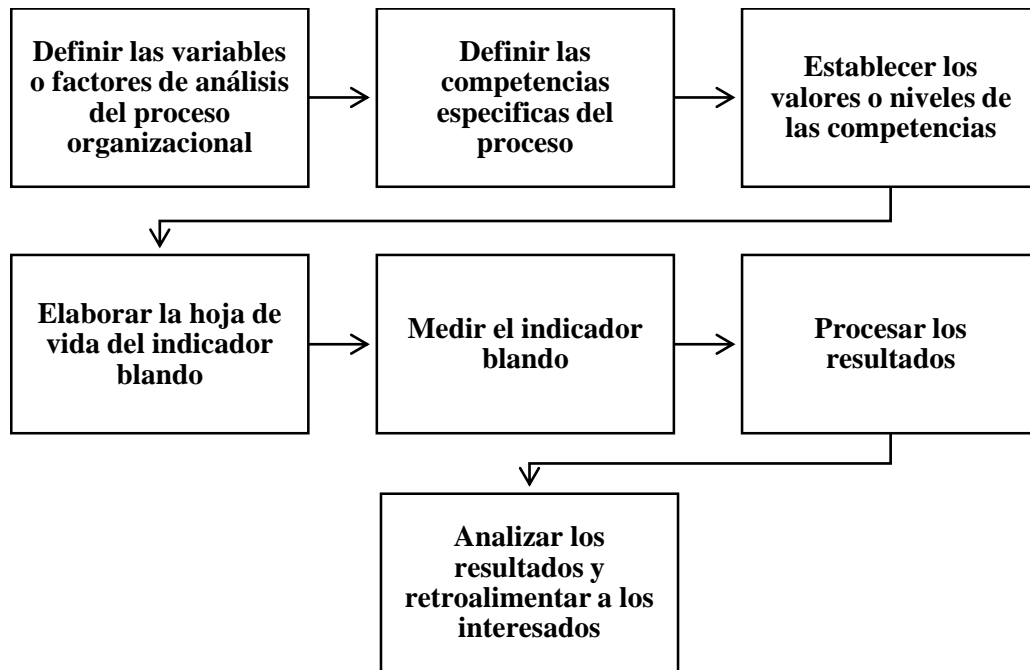 Definir las variables
o factores de análisis
del proceso
organizacional
Definir las
competencias
especificas del
proceso
Establecer los
valores o niveles de
las competencias
Elaborar la hoja de
vida del indicador
blando
Medir el indicador
blando
Procesar los
resultados
Analizar los
resultados y
retroalimentar a los
interesados